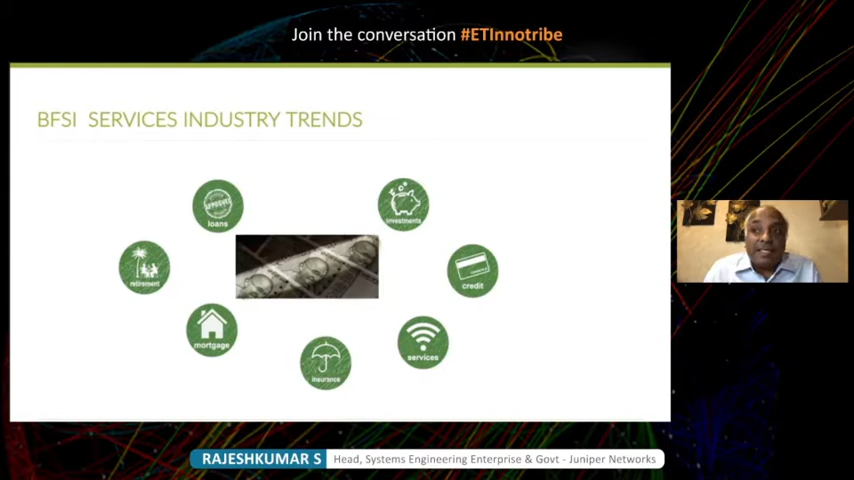 Join the conversation #ETInnotribe
BFSI SERVICES INDUSTRY TRENDS
APPROVED
loans
investments
retirement
credit
mortgage
services
insurance
RAJESHKUMAR S
Head, Systems Engineering Enterprise & Govt - Juniper Networks